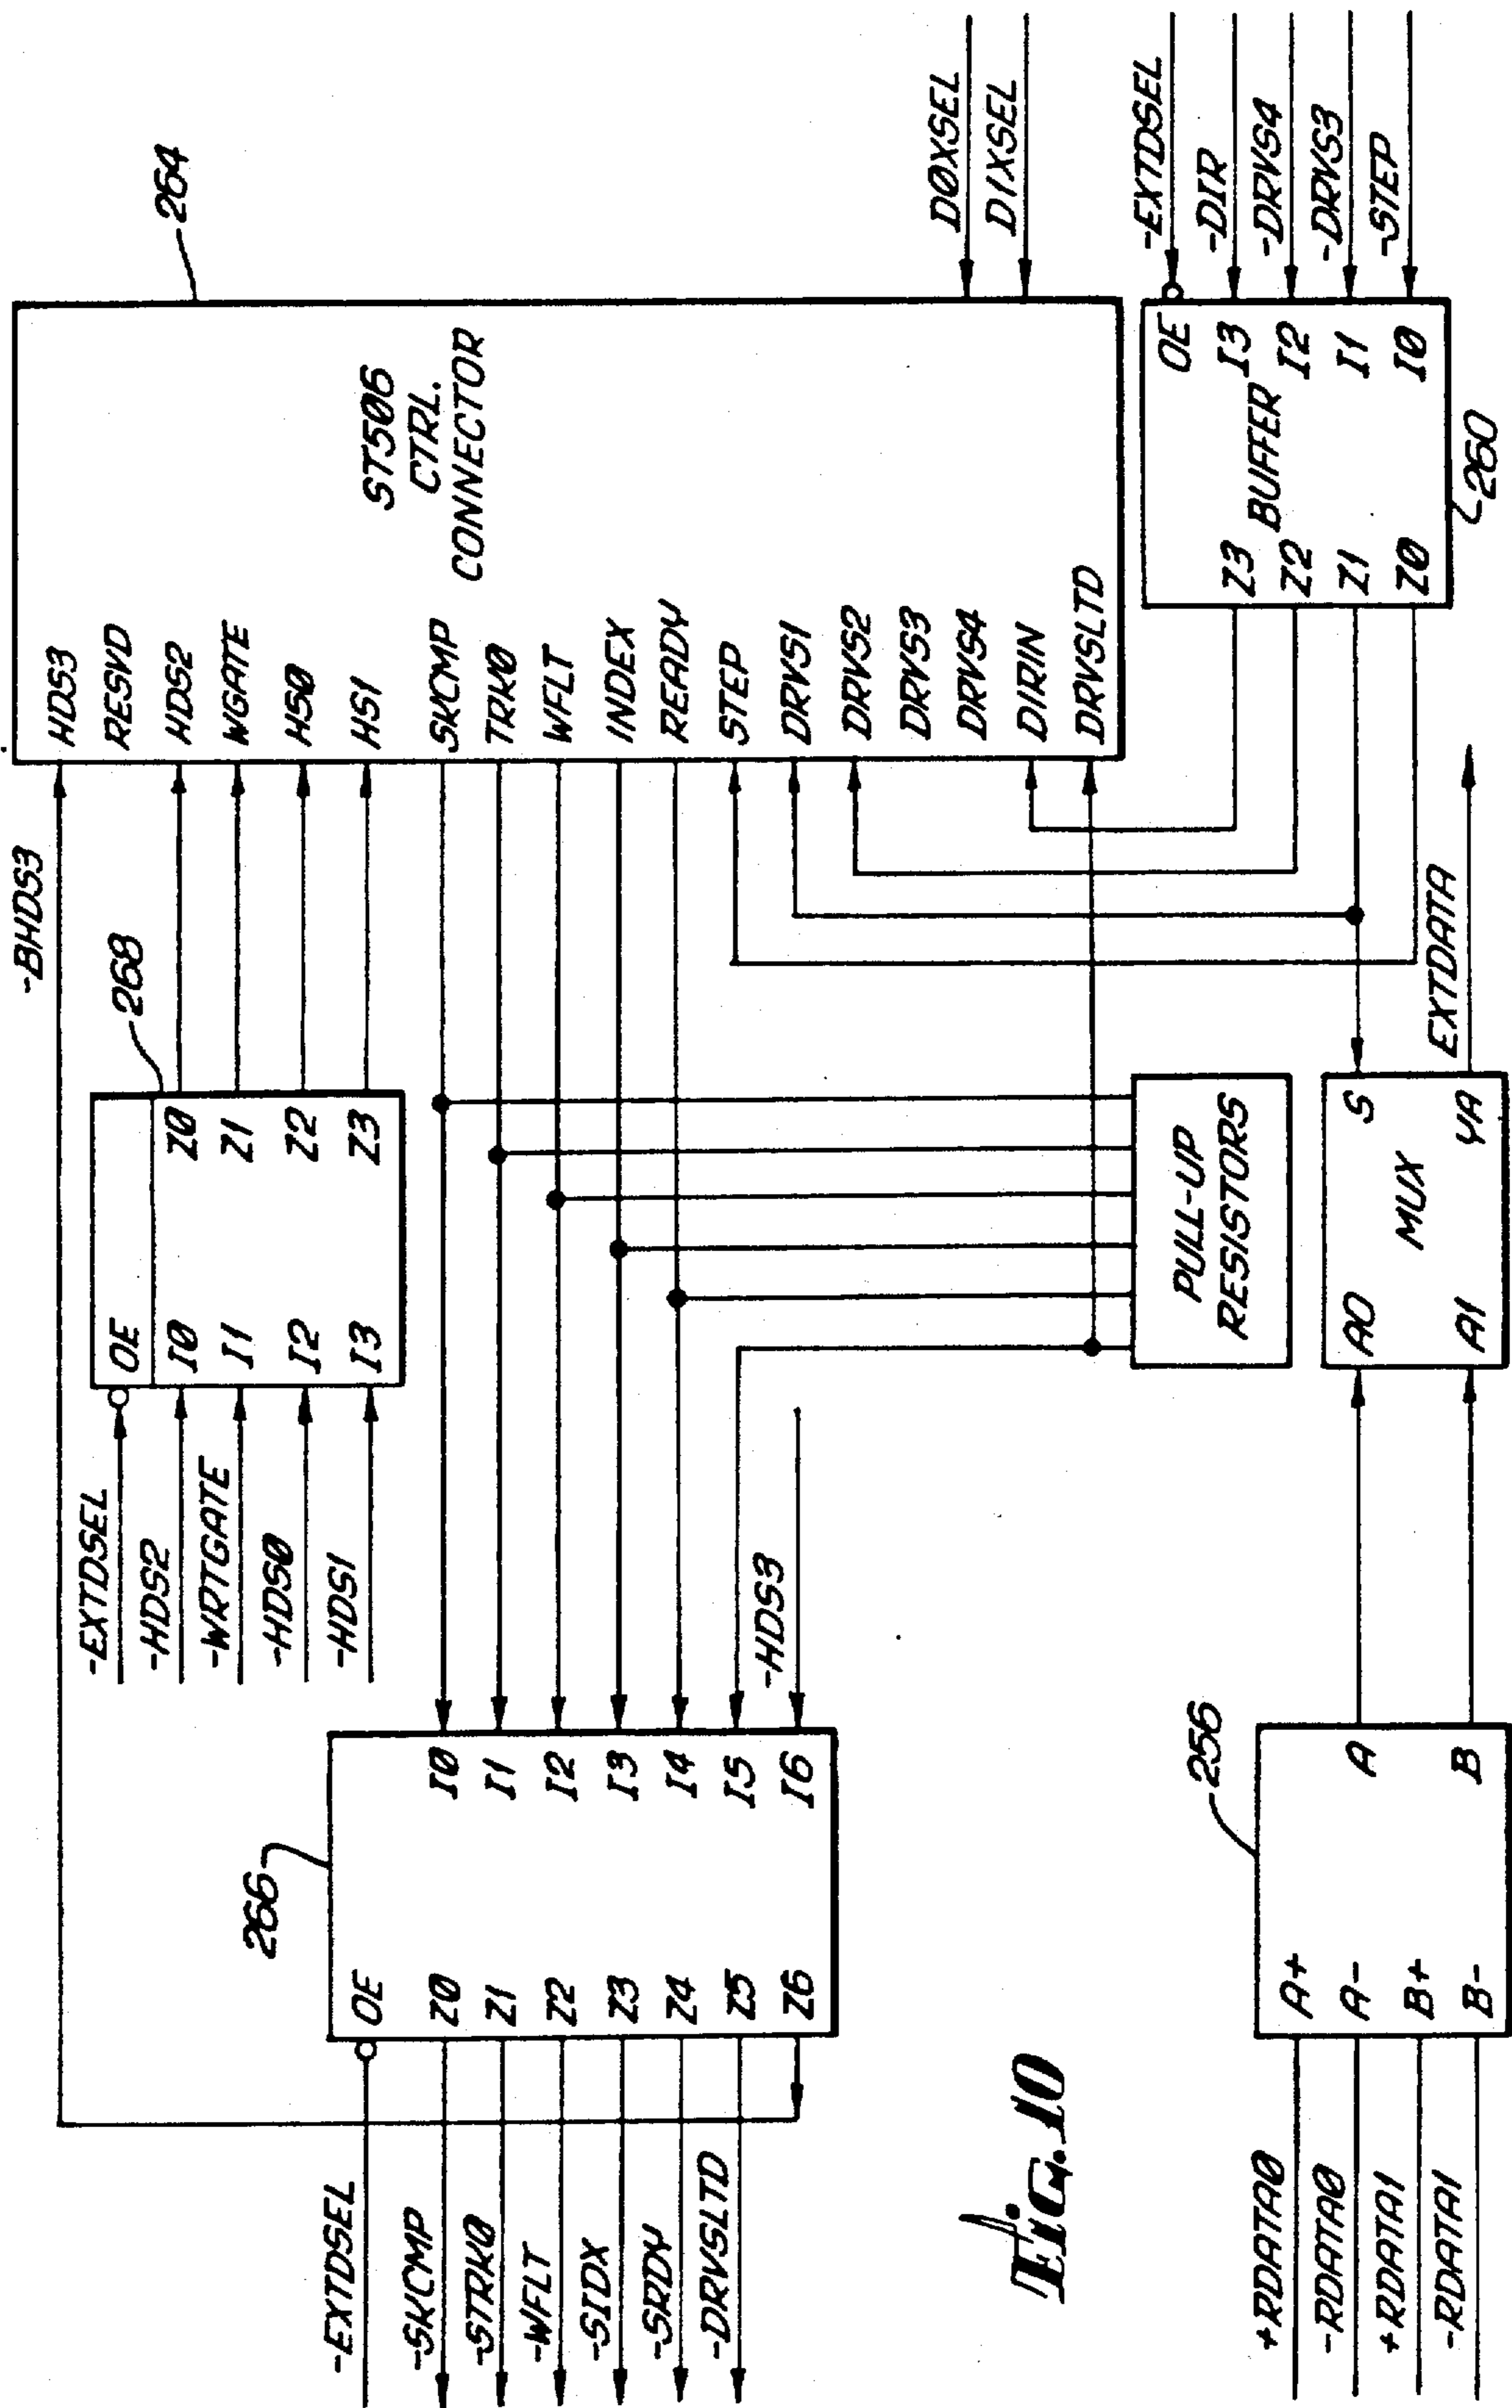 -BHDS3
HDS3
RESVD
HDS2
WGATE
HS0
HS1
SKCMP
TRK0
WFLT
INDEX
READY
STEP
DRVS1
DRVS2
DRVS3
DRVS4
DIRIN
DRVSLTD
ST506
CTRL.
CONNECTOR
264
D0XSEL
D1XSEL
-EXTDSEL
-HDS2
-WRTGATE
-HDS0
-HDS1
OE
I0
I1
I2
I3
Z0
Z1
Z2
Z3
268
266
-EXTDSEL
-SKCMP
-STRK0
-WFLT
-SIDX
-SRDY
-DRVSLTD
OE
Z0
Z1
Z2
Z3
Z4
Z5
Z6
I0
I1
I2
I3
I4
I5
I6
-HDS3
PULL-UP
RESISTORS
Z3
Z2
Z1
Z0
BUFFER
OE
I3
I2
I1
I0
-EXTDSEL
-DIR
-DRVS4
-DRVS3
-STEP
260
+RDATA0
-RDATA0
+RDATA1
-RDATA1
A+
A-
B+
B-
A
B
256
A0
A1
MUX
S
YA
EXTDATA
Fig. 10